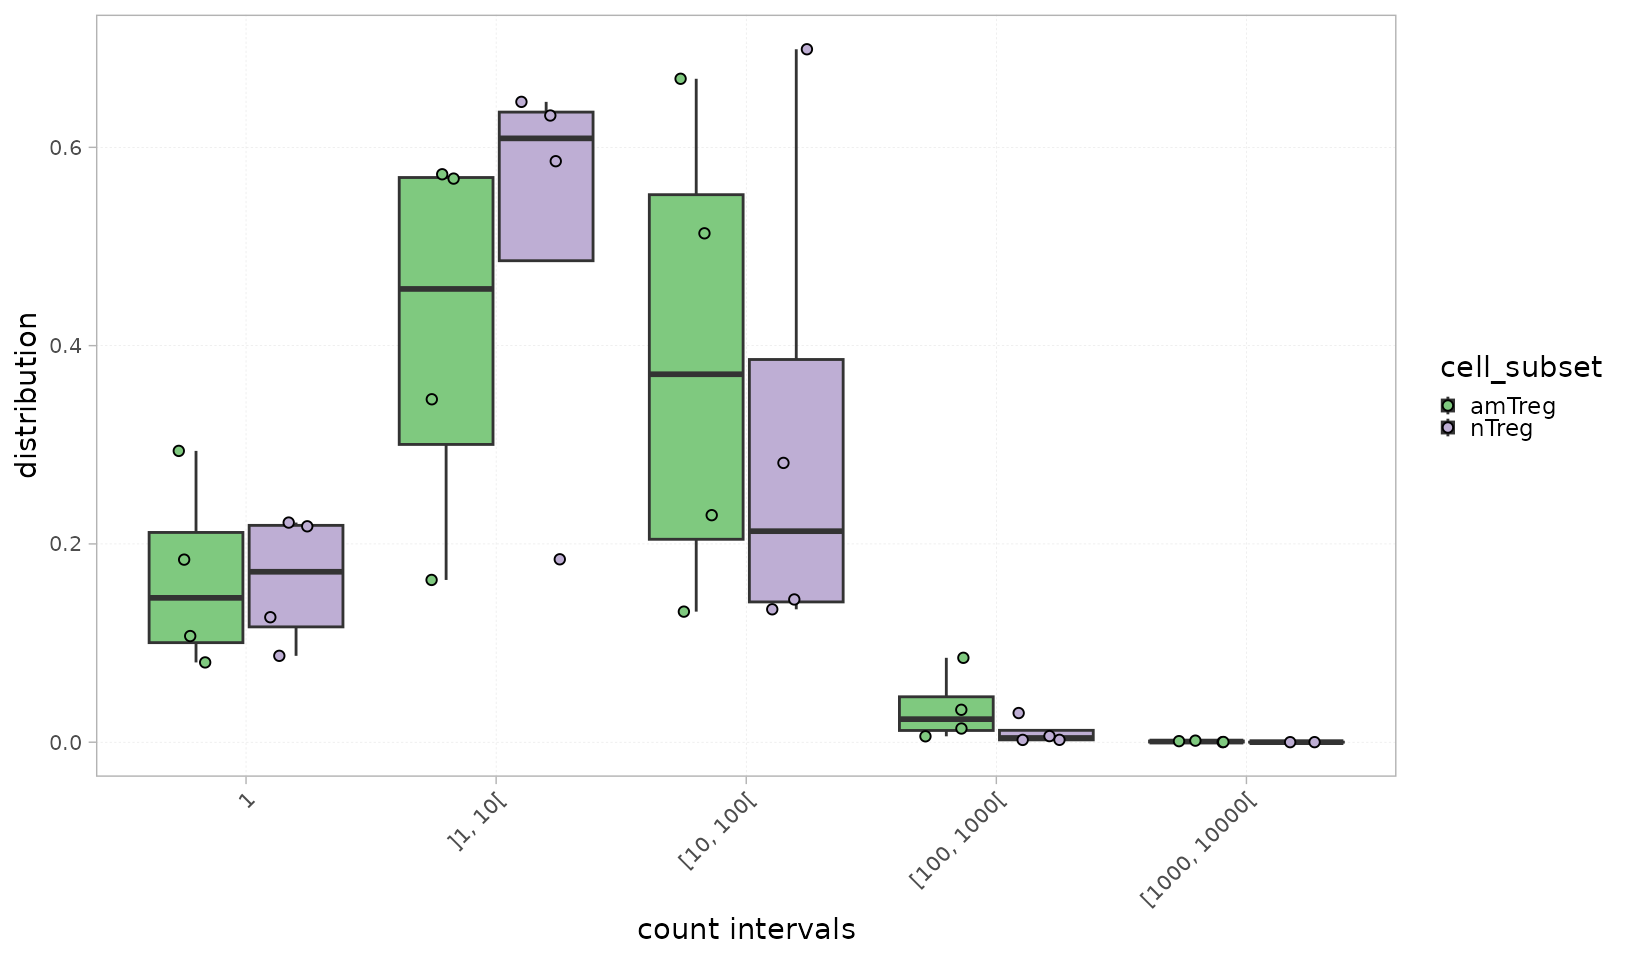 distribution
0.6
0.4
0.2
0.0
1
]1, 10[
[10, 100[
[100, 1000[
[1000, 10000[
count intervals
cell_subset
amTreg
nTreg